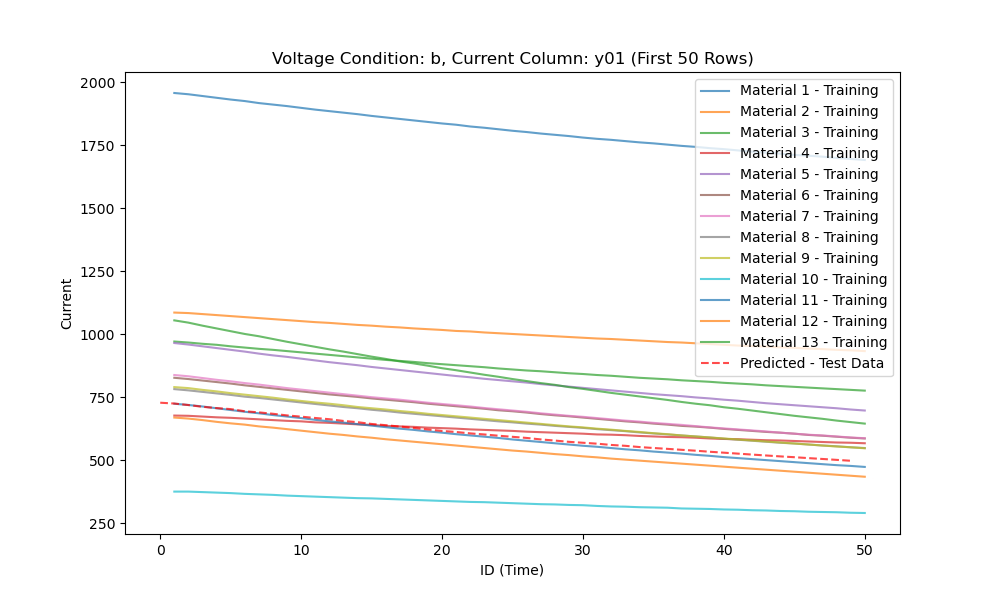 Voltage Condition: b, Current Column: y01 (First 50 Rows)
2000
1750
1500
1250
1000
750
500
250
Current
0
10
20
30
40
50
ID (Time)
Material 1 - Training
Material 2 - Training
Material 3 - Training
Material 4 - Training
Material 5 - Training
Material 6 - Training
Material 7 - Training
Material 8 - Training
Material 9 - Training
Material 10 - Training
Material 11 - Training
Material 12 - Training
Material 13 - Training
Predicted - Test Data